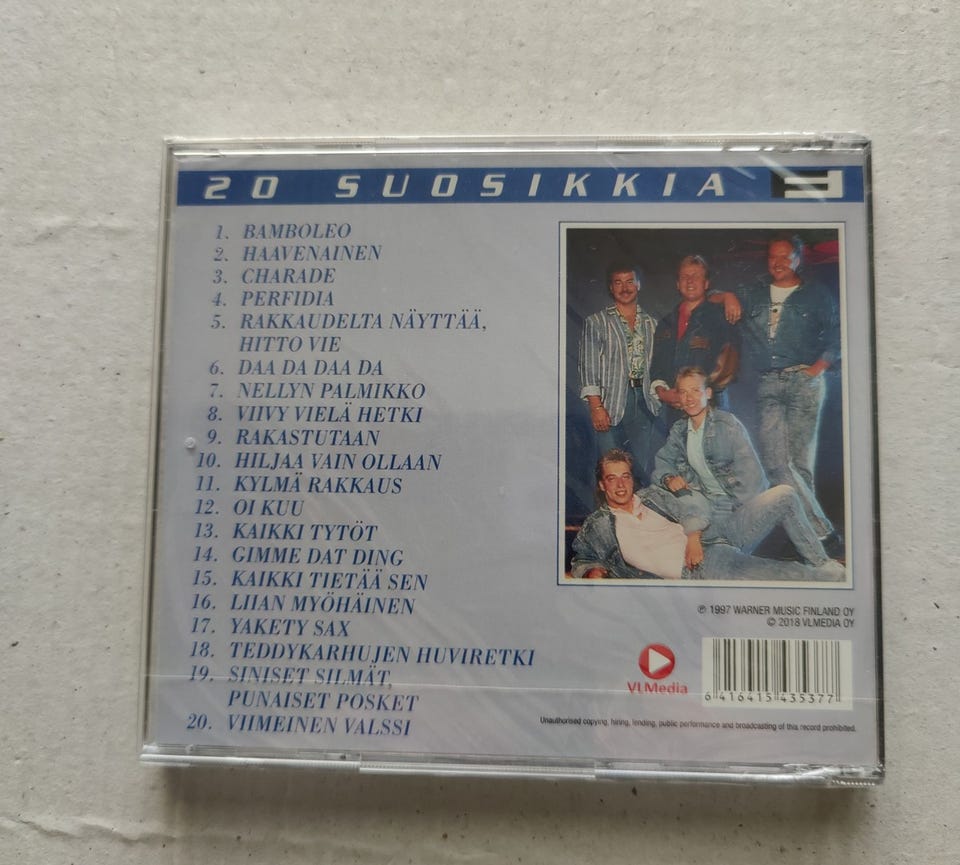 20 SUOSIKKIA
1. BAMBOLEO
2. HAAVENAINEN
3. CHARADE
4. PERFIDIA
5. RAKKAUDELTA NÄYTTÄÄ,
HITTO VIE
6. DAA DA DAA DA
7. NELLYN PALMIKKO
8. VIIVY VIELÄ HETKI
9. RAKASTUTAAN
10. HILJAA VAIN OLLAAN
11. KYLMÄ RAKKAUS
12. OI KUU
13. KAIKKI TYTÖT
14. GIMME DAT DING
15. KAIKKI TIETÄÄ SEN
16. LIIAN MYÖHÄINEN
17. YAKETY SAX
18. TEDDYKARHUJEN HUVIRETKI
19. SINISET SILMÄT,
PUNAISET POSKET
20. VIIMEINEN VALSSI
℗ 1997 WARNER MUSIC FINLAND OY
© 2018 VLMEDIA OY
VLMedia
6 416415 435377
Unauthorised copying, hiring, lending, public performance and broadcasting of this record prohibited.